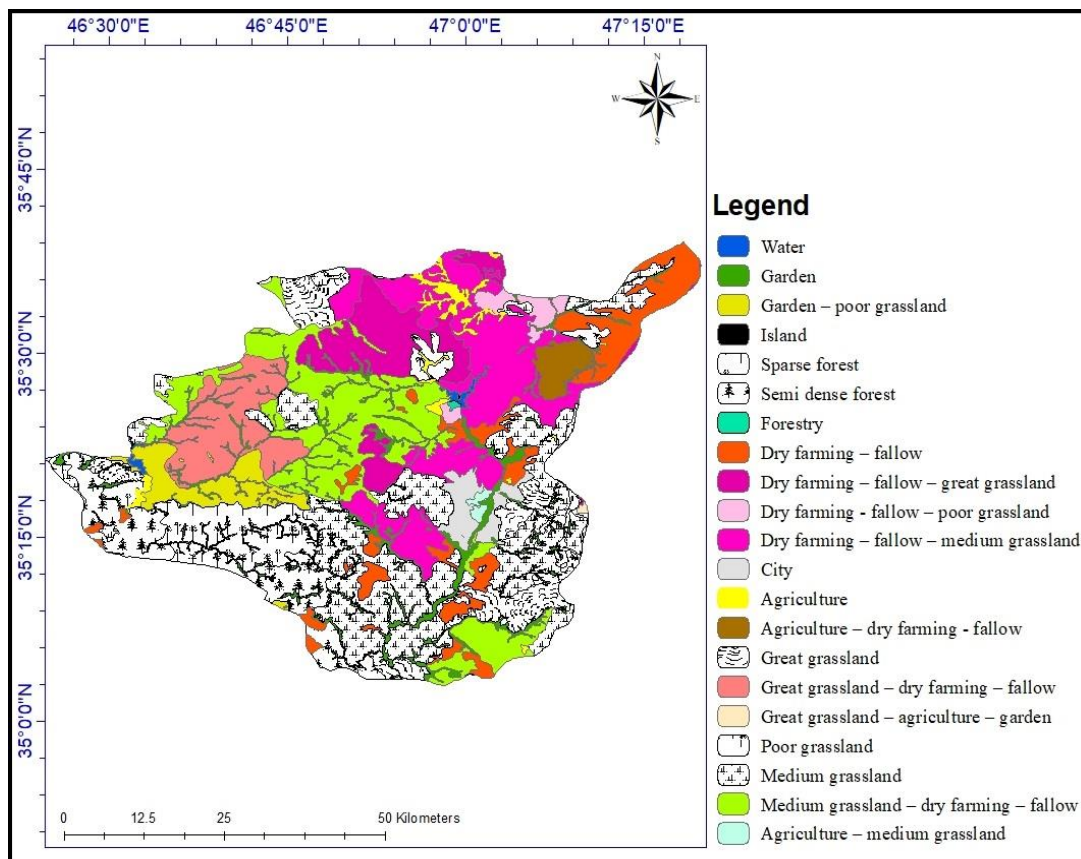 46°30'0"E 46°45'0"E 47°0'0"E 47°15'0"E
N
W E
S
35°45'0"N
35°30'0"N
35°15'0"N
35°0'0"N
Legend
Water
Garden
Garden – poor grassland
Island
Sparse forest
Semi dense forest
Forestry
Dry farming – fallow
Dry farming – fallow – great grassland
Dry farming - fallow – poor grassland
Dry farming – fallow – medium grassland
City
Agriculture
Agriculture – dry farming - fallow
Great grassland
Great grassland – dry farming – fallow
Great grassland – agriculture – garden
Poor grassland
Medium grassland
Medium grassland – dry farming – fallow
Agriculture – medium grassland
0 12.5 25 50 Kilometers